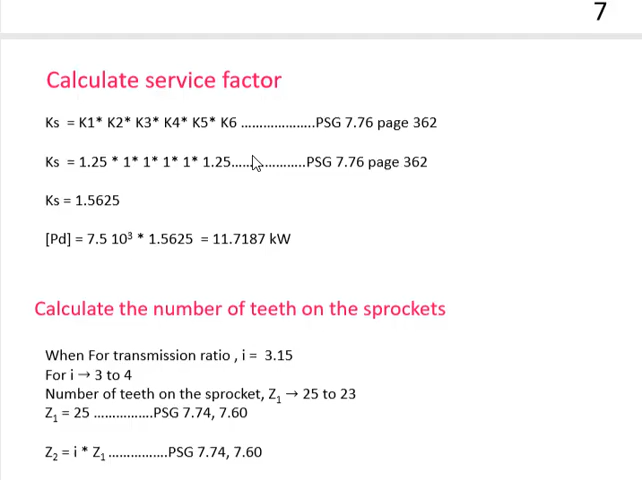 7
Calculate service factor
Ks = K1* K2* K3* K4* K5* K6 ....................PSG 7.76 page 362
Ks = 1.25 * 1* 1* 1* 1* 1.25....................PSG 7.76 page 362
Ks = 1.5625
[Pd] = 7.5 10³ * 1.5625 = 11.7187 kW
Calculate the number of teeth on the sprockets
When For transmission ratio , i = 3.15
For i → 3 to 4
Number of teeth on the sprocket, Z₁ → 25 to 23
Z₁ = 25 ................PSG 7.74, 7.60
Z₂ = i * Z₁ ................PSG 7.74, 7.60